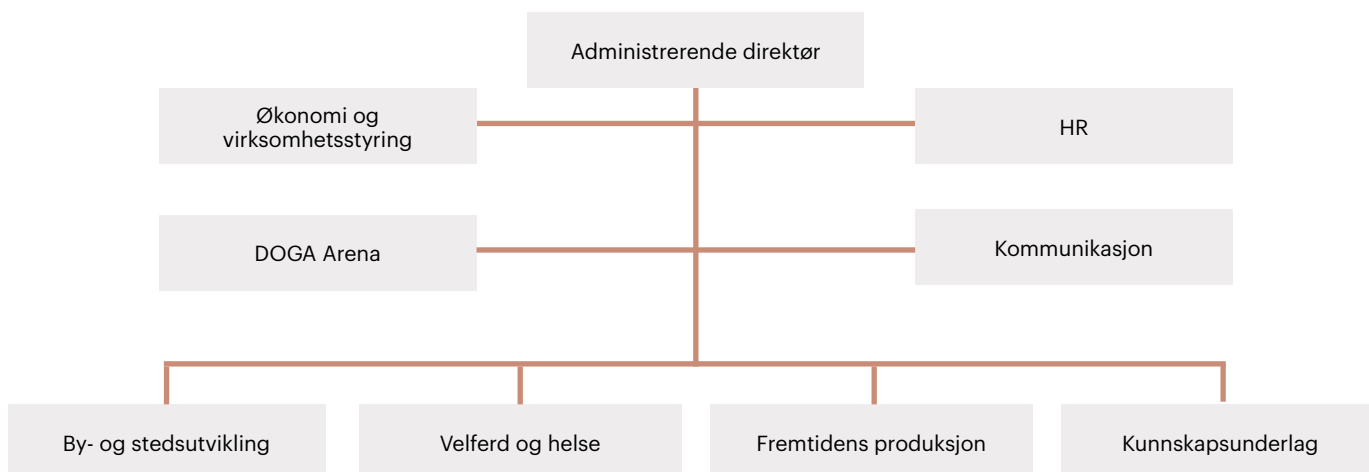 Administrerende direktør
Økonomi og
virksomhetsstyring
HR
DOGA Arena
Kommunikasjon
By- og stedsutvikling
Velferd og helse
Fremtidens produksjon
Kunnskapsunderlag